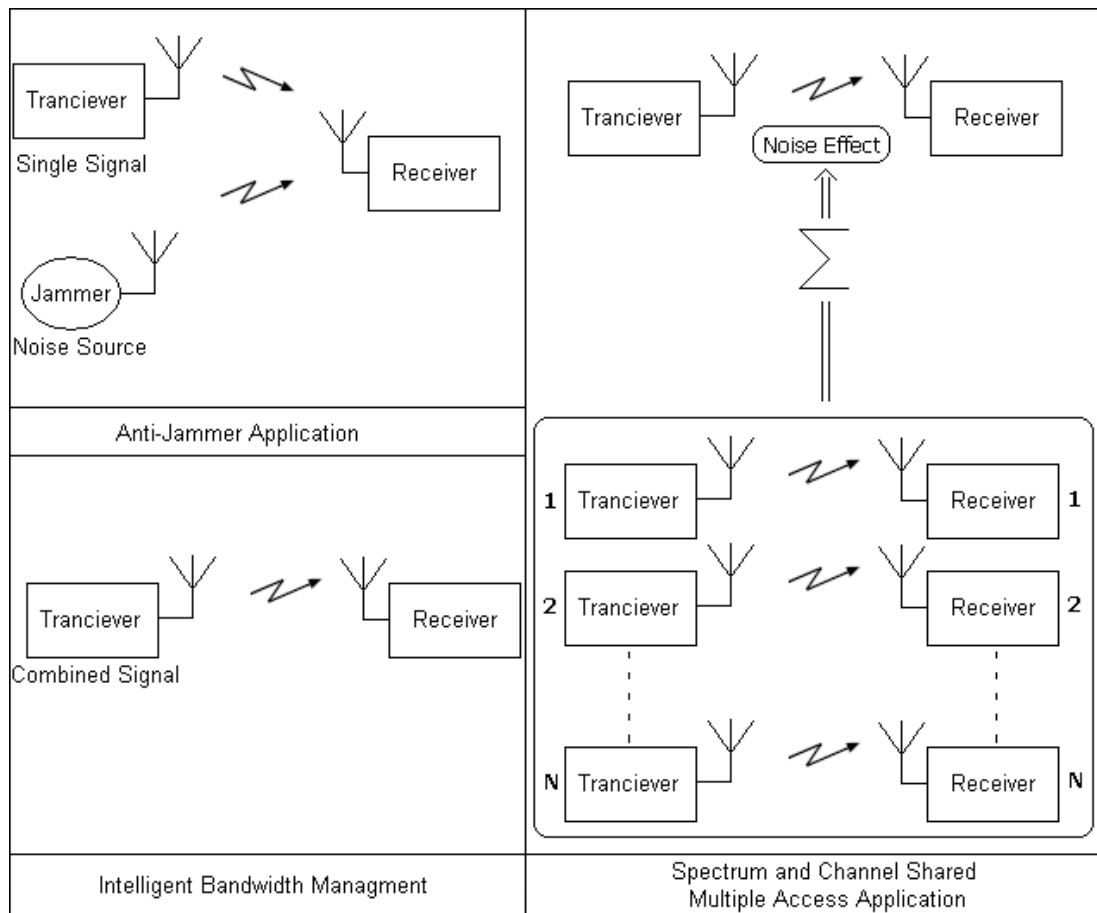 Tranciever
Single Signal
Receiver
Jammer
Noise Source
Anti-Jammer Application
Tranciever
Combined Signal
Receiver
Intelligent Bandwidth Managment
Tranciever
Receiver
Noise Effect
1 Tranciever Receiver 1
2 Tranciever Receiver 2
N Tranciever Receiver N
Spectrum and Channel Shared
Multiple Access Application